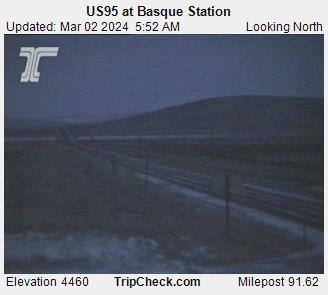 US95 at Basque Station
Updated: Mar 02 2024 5:52 AM Looking North
Elevation 4460 TripCheck.com Milepost 91.62